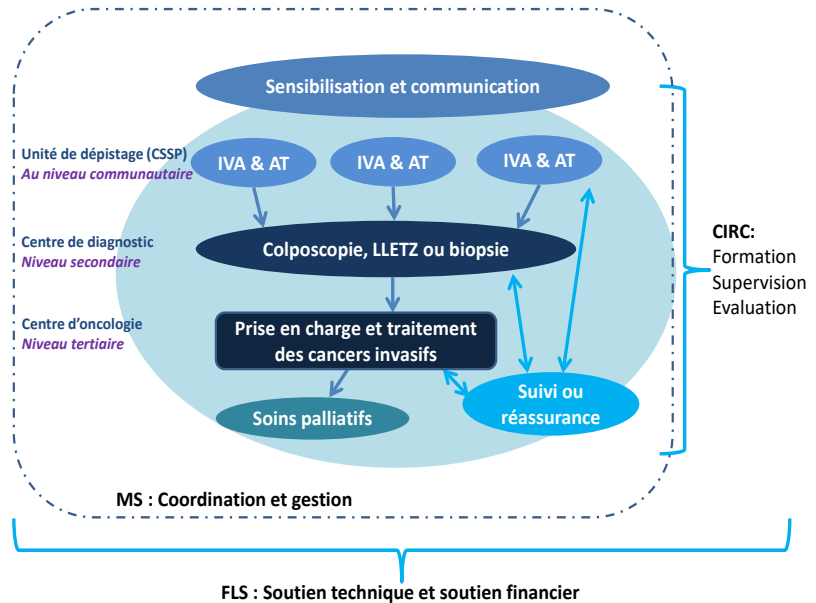 Sensibilisation et communication
Unité de dépistage (CSSP)
Au niveau communautaire
IVA & AT
IVA & AT
IVA & AT
Centre de diagnostic
Niveau secondaire
Colposcopie, LLETZ ou biopsie
CIRC:
Formation
Supervision
Evaluation
Centre d'oncologie
Niveau tertiaire
Prise en charge et traitement
des cancers invasifs
Suivi ou
réassurance
Soins palliatifs
MS : Coordination et gestion
FLS : Soutien technique et soutien financier